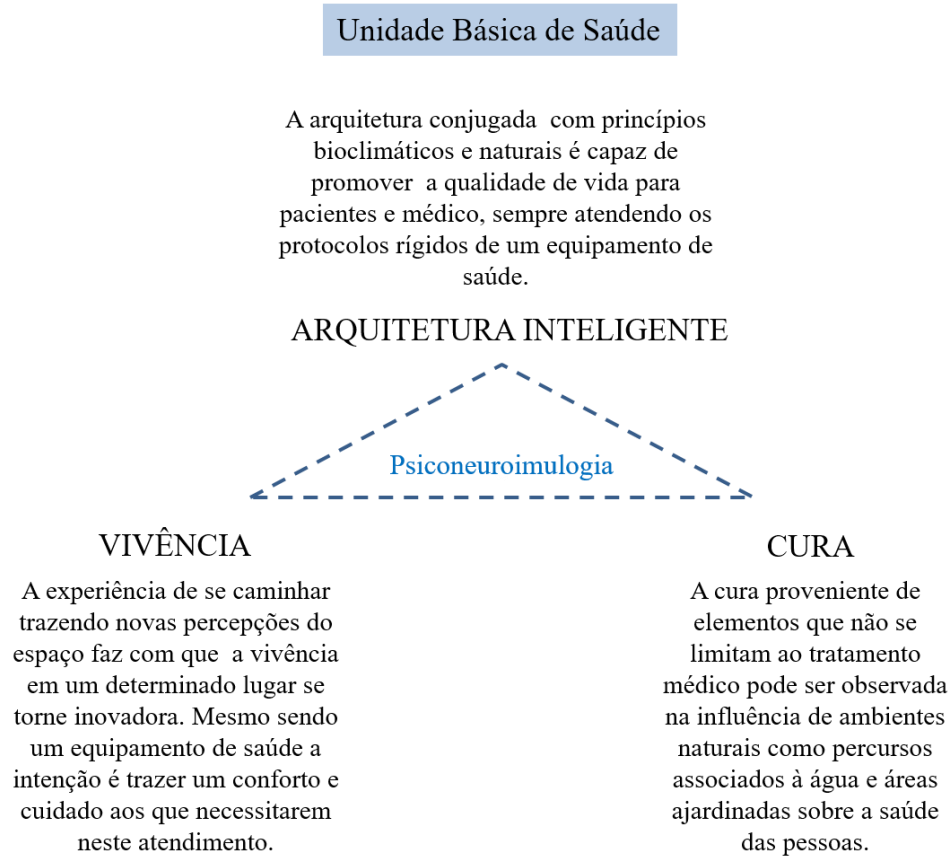 Unidade Básica de Saúde
A arquitetura conjugada com princípios
bioclimáticos e naturais é capaz de
promover a qualidade de vida para
pacientes e médico, sempre atendendo os
protocolos rígidos de um equipamento de
saúde.
ARQUITETURA INTELIGENTE
Psiconeuroimulogia
VIVÊNCIA
A experiência de se caminhar
trazendo novas percepções do
espaço faz com que a vivência
em um determinado lugar se
torne inovadora. Mesmo sendo
um equipamento de saúde a
intenção é trazer um conforto e
cuidado aos que necessitarem
neste atendimento.
CURA
A cura proveniente de
elementos que não se
limitam ao tratamento
médico pode ser observada
na influência de ambientes
naturais como percursos
associados à água e áreas
ajardinadas sobre a saúde
das pessoas.